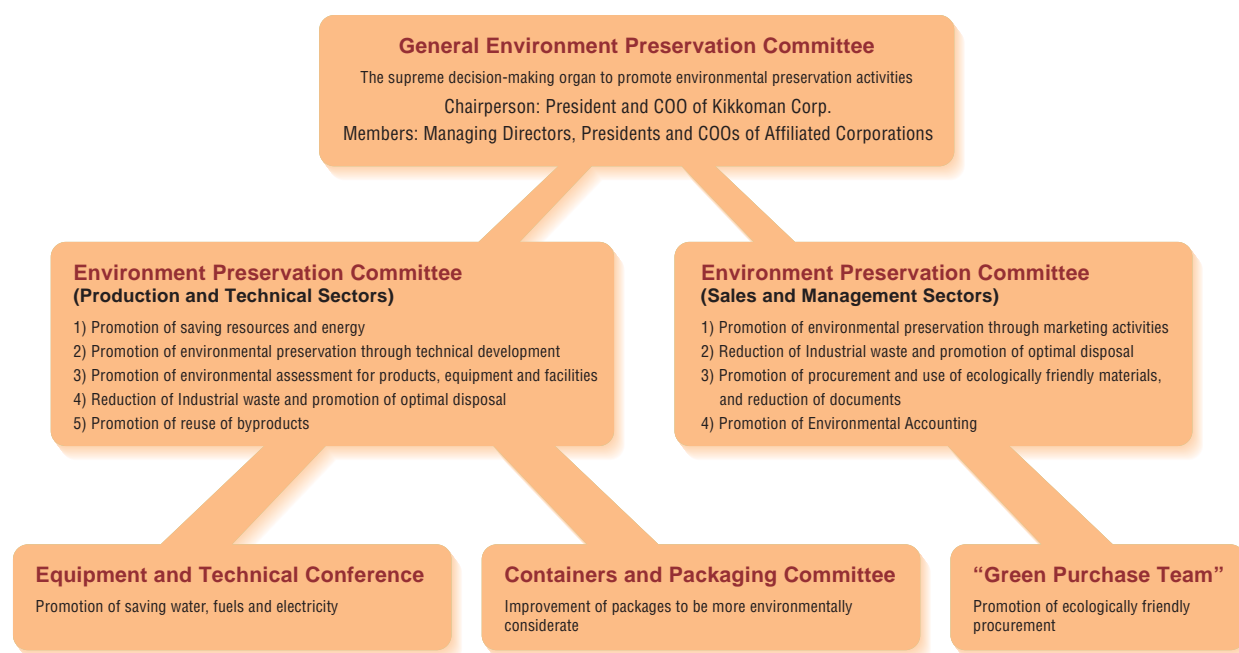 General Environment Preservation Committee
The supreme decision-making organ to promote environmental preservation activities
Chairperson: President and COO of Kikkoman Corp.
Members: Managing Directors, Presidents and COOs of Affiliated Corporations
Environment Preservation Committee
(Production and Technical Sectors)
1) Promotion of saving resources and energy
2) Promotion of environmental preservation through technical development
3) Promotion of environmental assessment for products, equipment and facilities
4) Reduction of Industrial waste and promotion of optimal disposal
5) Promotion of reuse of byproducts
Environment Preservation Committee
(Sales and Management Sectors)
1) Promotion of environmental preservation through marketing activities
2) Reduction of Industrial waste and promotion of optimal disposal
3) Promotion of procurement and use of ecologically friendly materials,
and reduction of documents
4) Promotion of Environmental Accounting
Equipment and Technical Conference
Promotion of saving water, fuels and electricity
Containers and Packaging Committee
Improvement of packages to be more environmentally
considerate
“Green Purchase Team”
Promotion of ecologically friendly
procurement